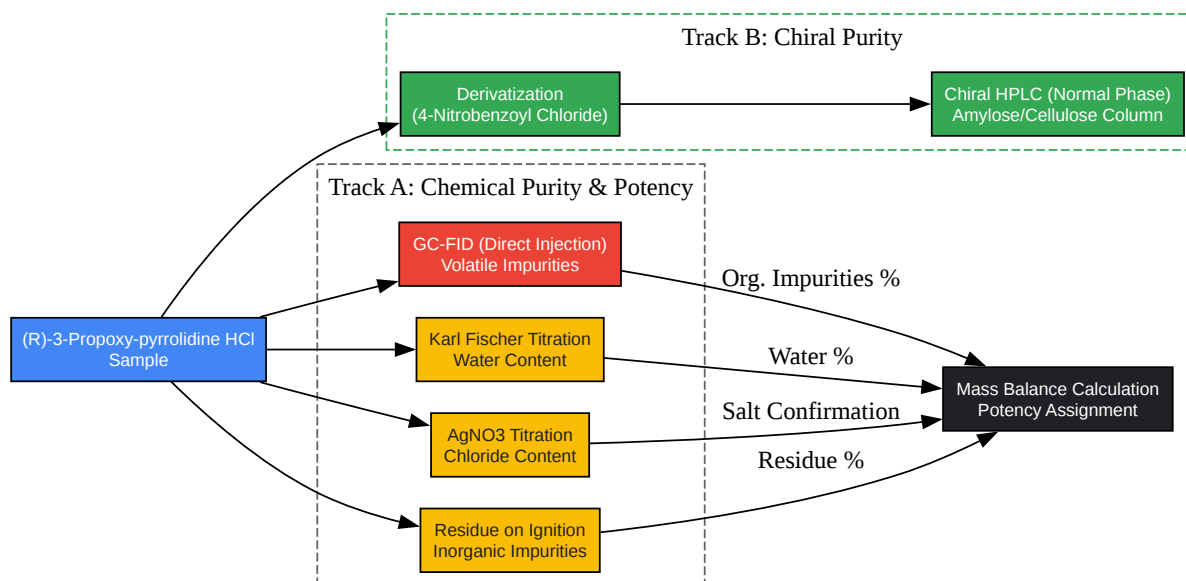 Track B: Chiral Purity
Derivatization
(4-Nitrobenzoyl Chloride)
Chiral HPLC (Normal Phase)
Amylose/Cellulose Column
Track A: Chemical Purity & Potency
GC-FID (Direct Injection)
Volatile Impurities
Org. Impurities %
(R)-3-Propoxy-pyrrolidine HCl
Sample
Karl Fischer Titration
Water Content
Water %
Mass Balance Calculation
Potency Assignment
AgNO3 Titration
Chloride Content
Salt Confirmation
Residue %
Residue on Ignition
Inorganic Impurities